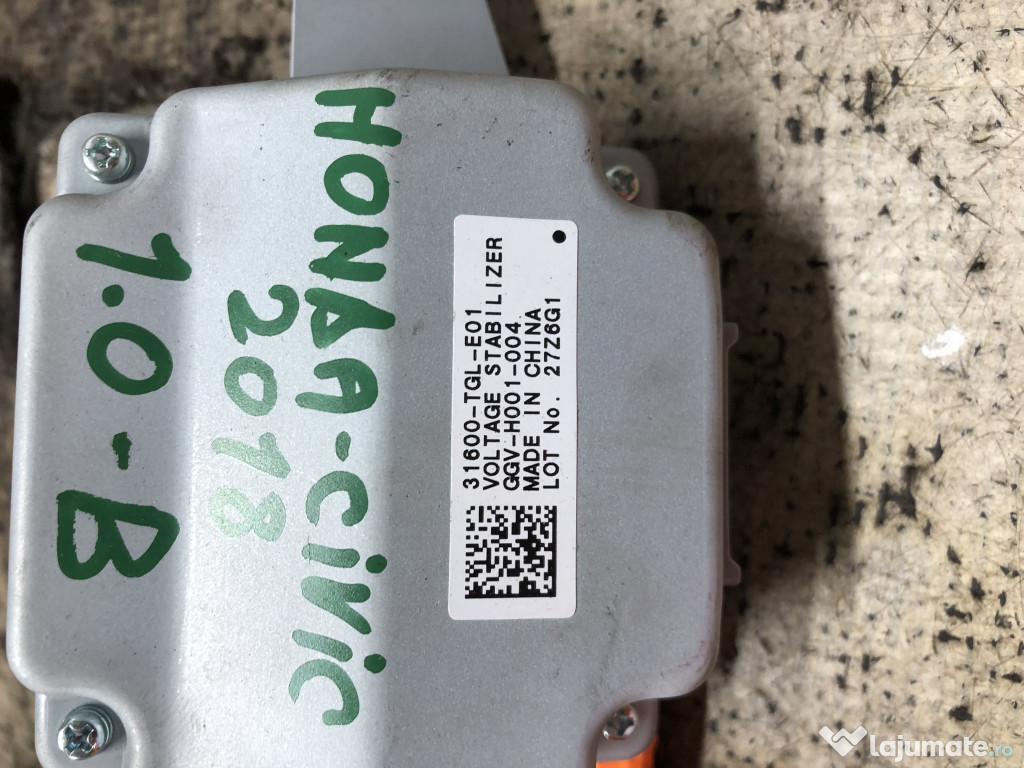 HONDA-CIVIC
2018
1.0-B
31600-TGL-E01
VOLTAGE STABILIZER
GGV-H001-004
MADE IN CHINA
LOT No. 27Z6G1
lajumate.ro